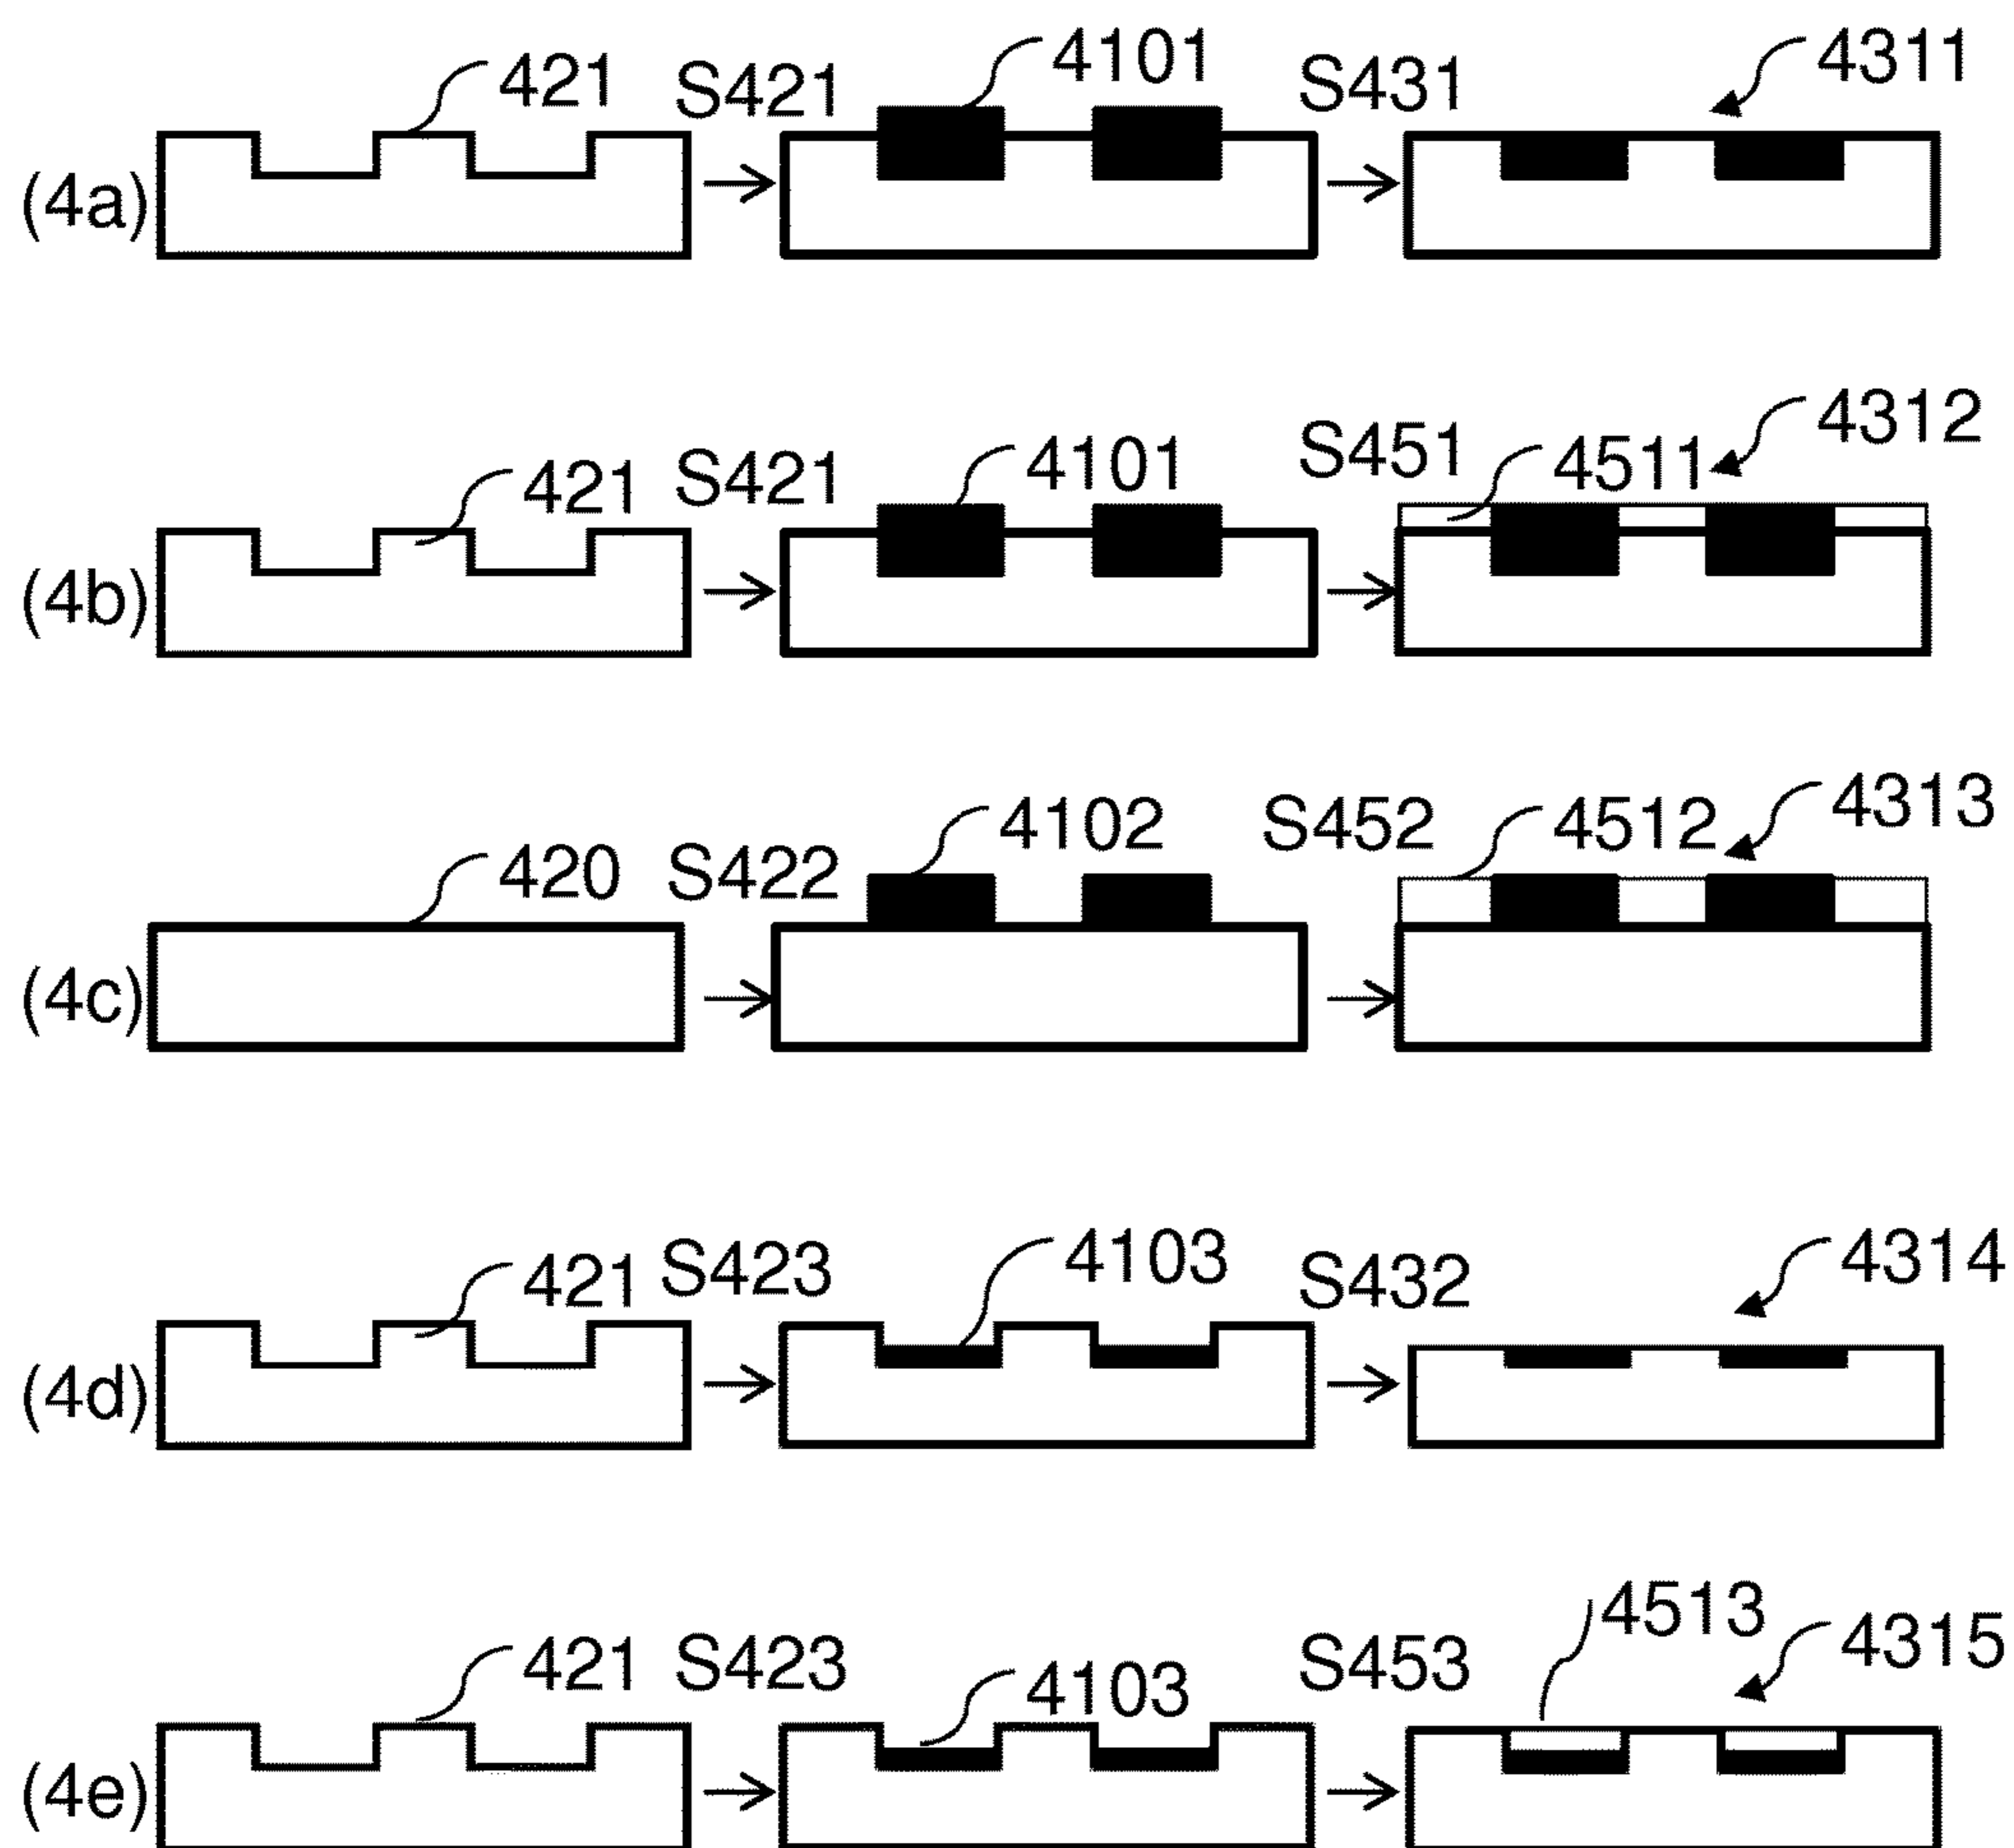 (4a) 421 S421 4101 S431 4311
(4b) 421 S421 4101 S451 4511 4312
(4c) 420 S422 4102 S452 4512 4313
(4d) 421 S423 4103 S432 4314
(4e) 421 S423 4103 S453 4513 4315